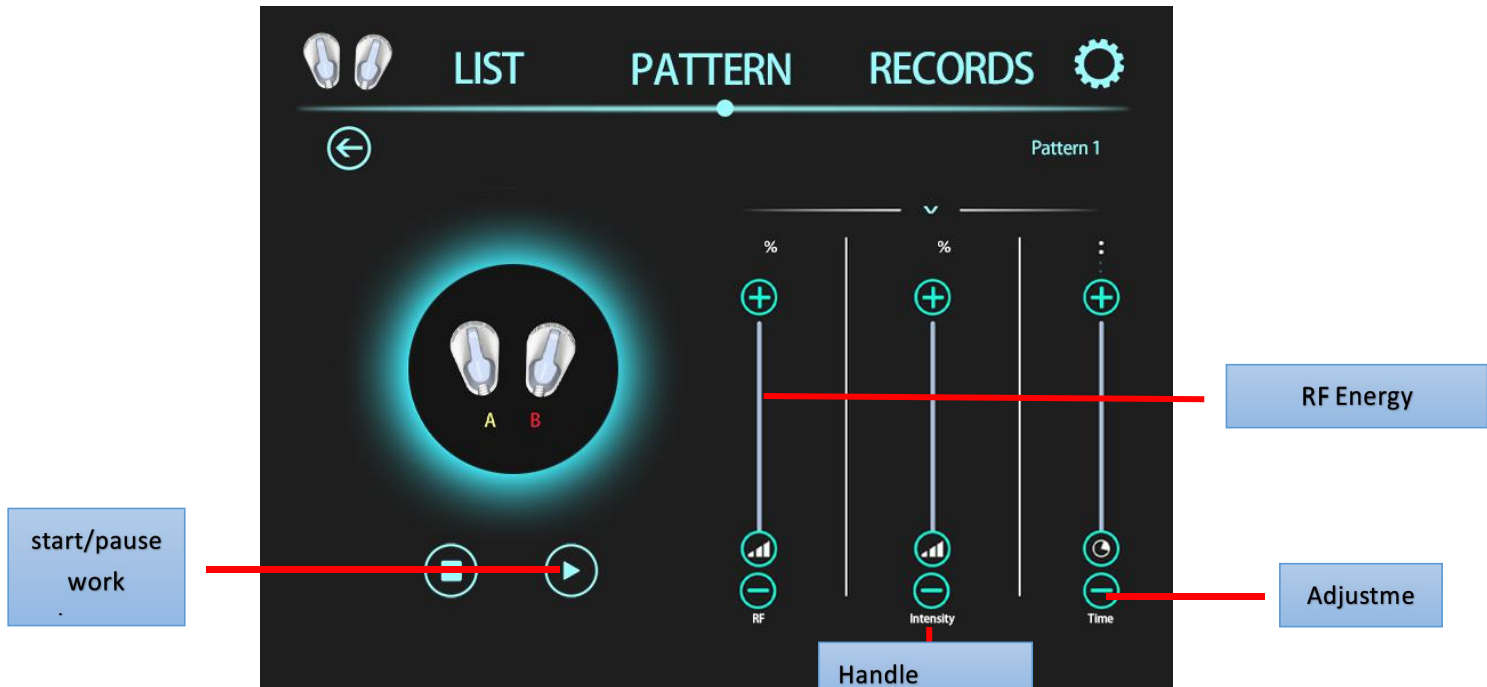 LIST PATTERN RECORDS
Pattern 1
% % :
A B
RF Energy
start/pause
work
Adjustme
RF Intensity Time
Handle